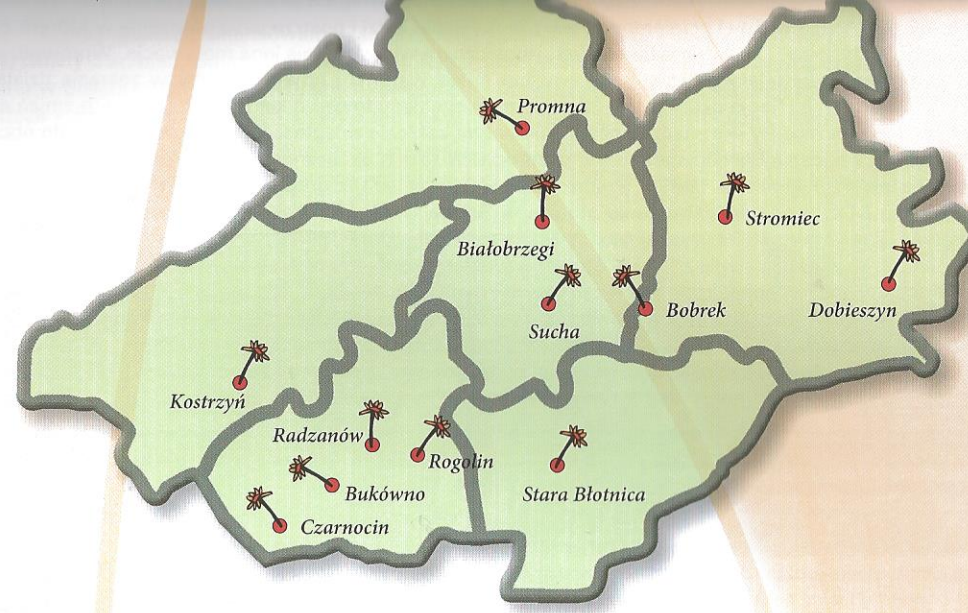 Promna
Stromiec
Białobrzegi
Dobieszyn
Bobrek
Sucha
Kostrzyń
Radzanów
Rogolin
Bukówno
Stara Błotnica
Czarnocin